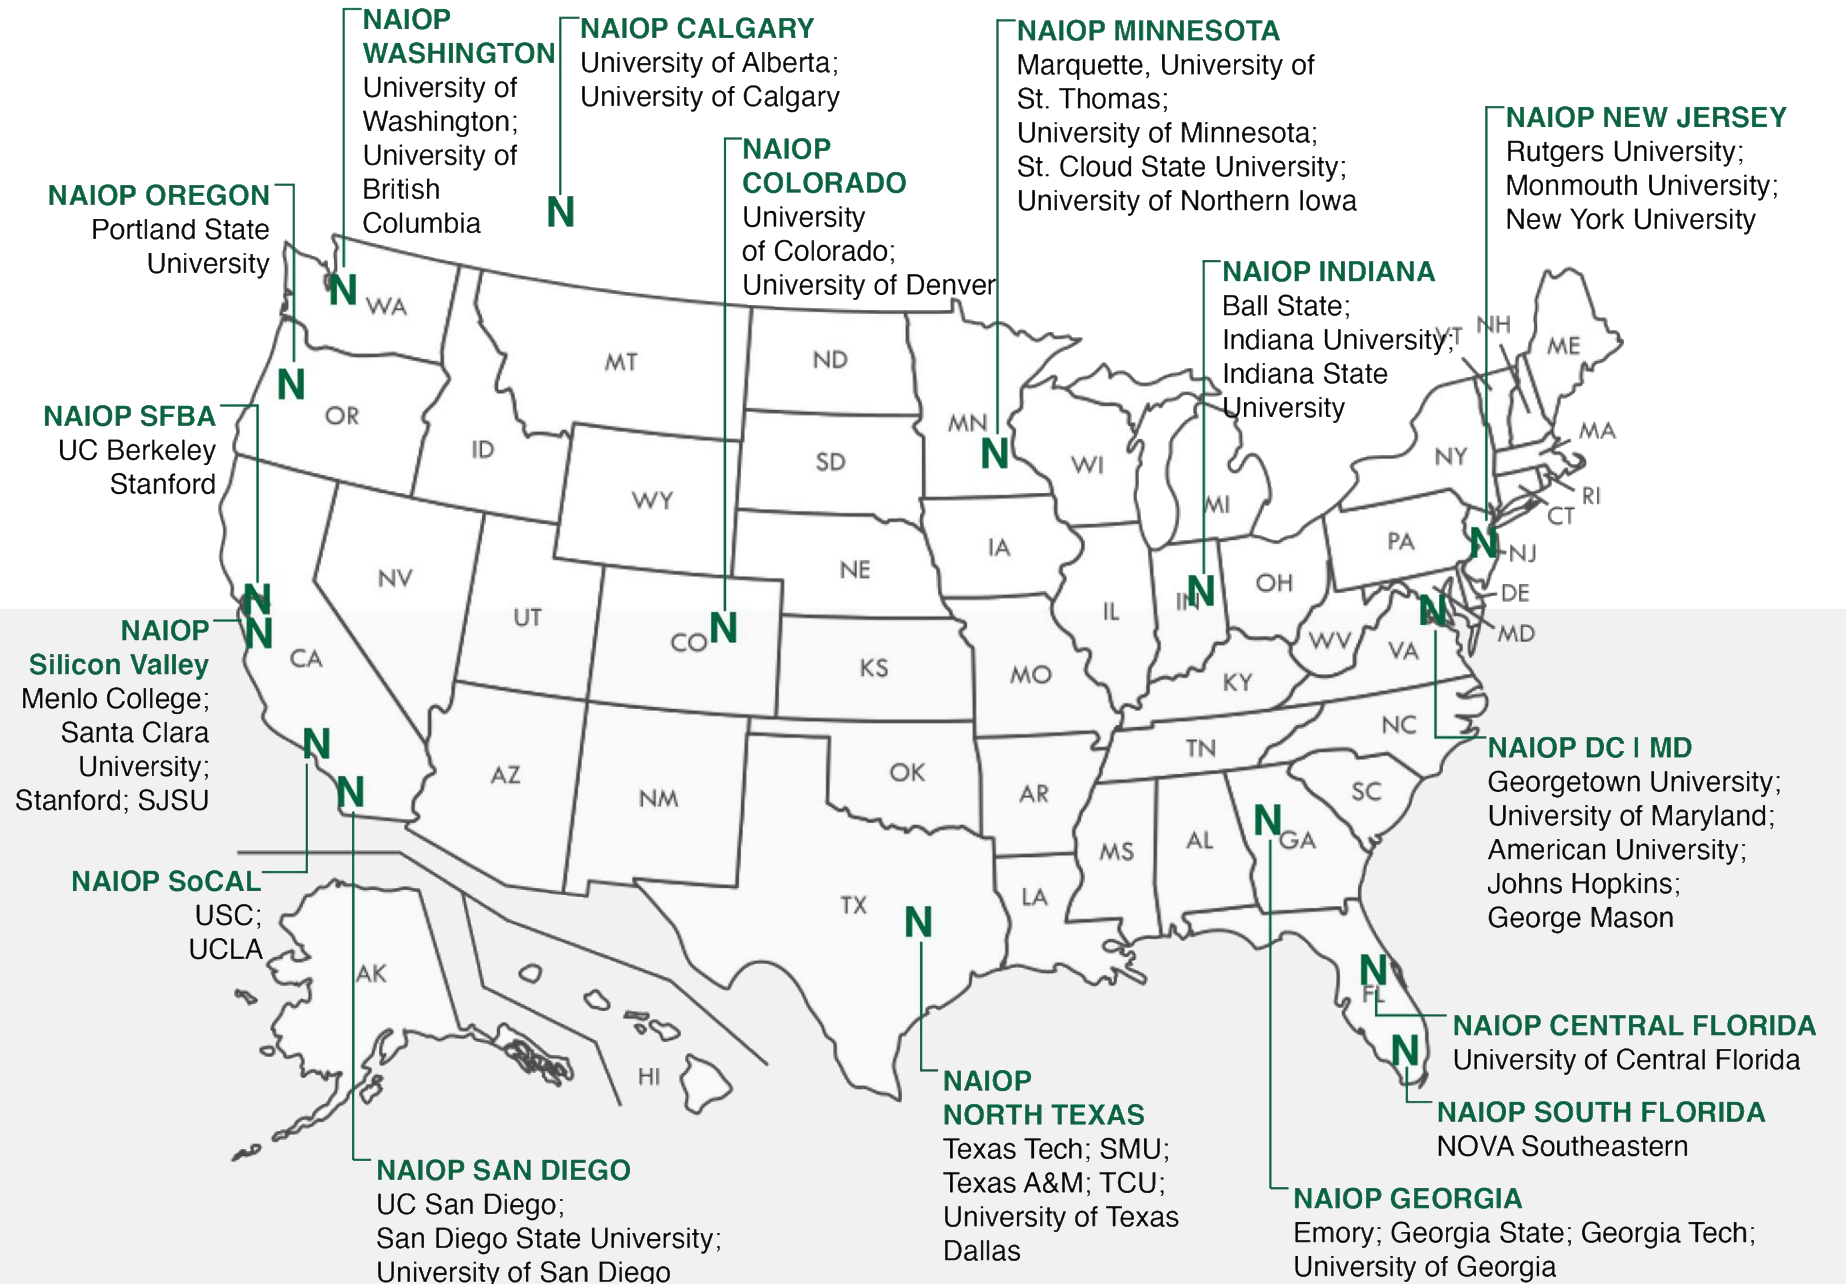 NAIOP
WASHINGTON
University of
Washington;
University of
British
Columbia
NAIOP CALGARY
University of Alberta;
University of Calgary
N
NAIOP
COLORADO
University
of Colorado;
University of Denver
NAIOP MINNESOTA
Marquette, University of
St. Thomas;
University of Minnesota;
St. Cloud State University;
University of Northern Iowa
NAIOP NEW JERSEY
Rutgers University;
Monmouth University;
New York University
NAIOP INDIANA
Ball State;
Indiana University;
Indiana State
University
NAIOP OREGON
Portland State
University
NAIOP SFBA
UC Berkeley
Stanford
NAIOP
Silicon Valley
Menlo College;
Santa Clara
University;
Stanford; SJSU
NAIOP SoCAL
USC;
UCLA
NAIOP SAN DIEGO
UC San Diego;
San Diego State University;
University of San Diego
NAIOP
NORTH TEXAS
Texas Tech; SMU;
Texas A&M; TCU;
University of Texas
Dallas
NAIOP GEORGIA
Emory; Georgia State; Georgia Tech;
University of Georgia
NAIOP SOUTH FLORIDA
NOVA Southeastern
NAIOP CENTRAL FLORIDA
University of Central Florida
NAIOP DC | MD
Georgetown University;
University of Maryland;
American University;
Johns Hopkins;
George Mason
N
WA
N
OR
ID
MT
ND
MN
N
SD
WY
WI
MI
VT
NH
ME
NY
MA
RI
CT
N
NJ
PA
DE
MD
N
N
N
CA
NV
UT
CO
N
NE
IA
IL
IN
N
OH
WV
VA
KS
MO
KY
NC
TN
SC
N
N
AZ
NM
OK
AR
MS
AL
N
GA
TX
N
LA
N
FL
N
AK
HI